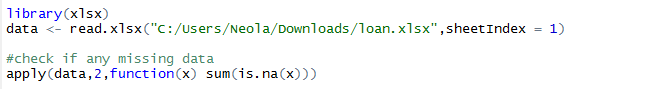 library(xlsx)
data <- read.xlsx("C:/Users/Neola/Downloads/loan.xlsx",sheetIndex = 1)
#check if any missing data
apply(data,2,function(x) sum(is.na(x)))